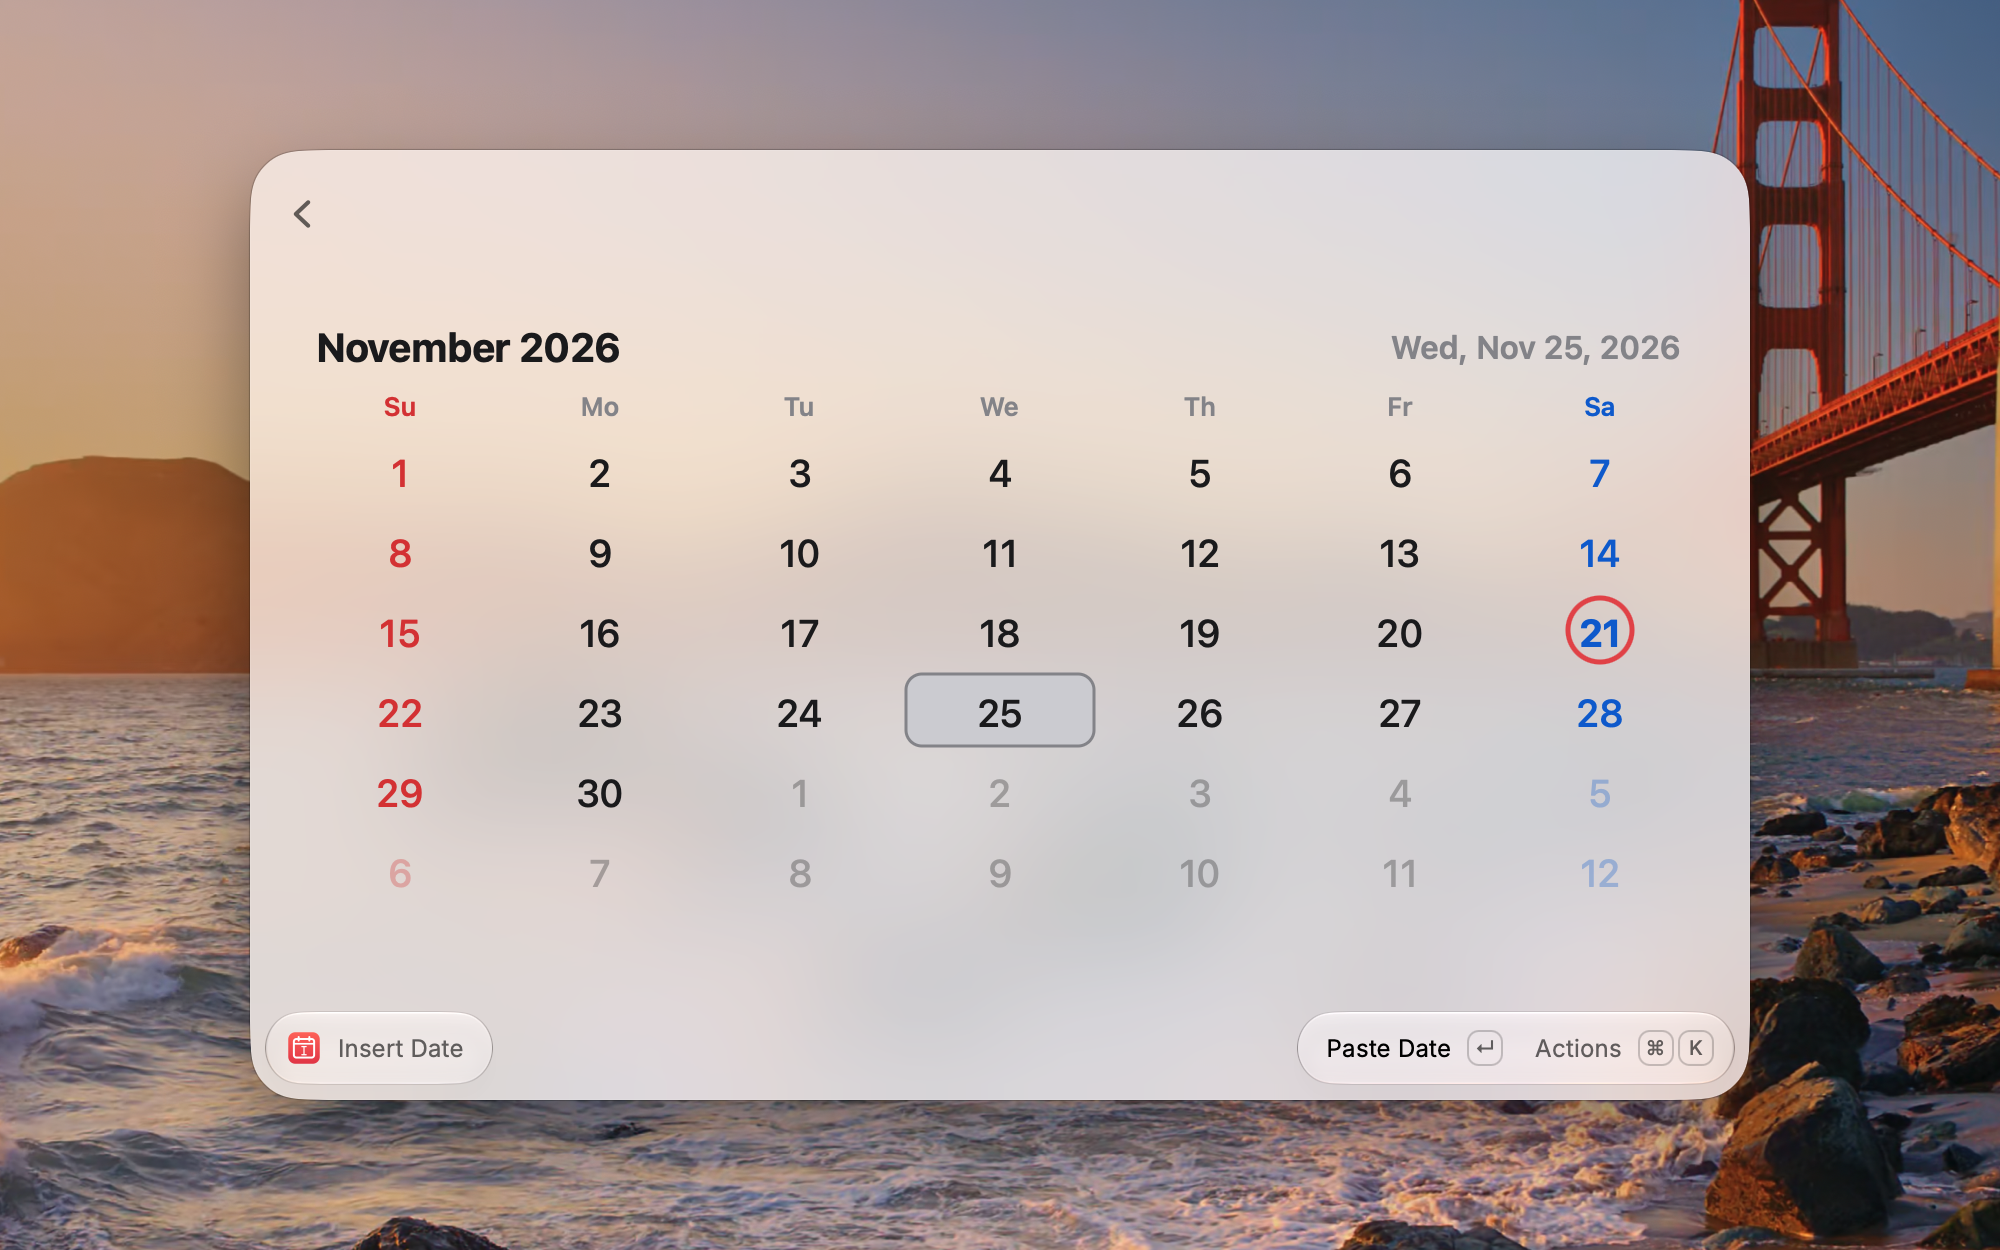 November 2026 Wed, Nov 25, 2026
Su Mo Tu We Th Fr Sa
1 2 3 4 5 6 7
8 9 10 11 12 13 14
15 16 17 18 19 20 21
22 23 24 25 26 27 28
29 30 1 2 3 4 5
6 7 8 9 10 11 12
Insert Date Paste Date ↵ Actions ⌘ K